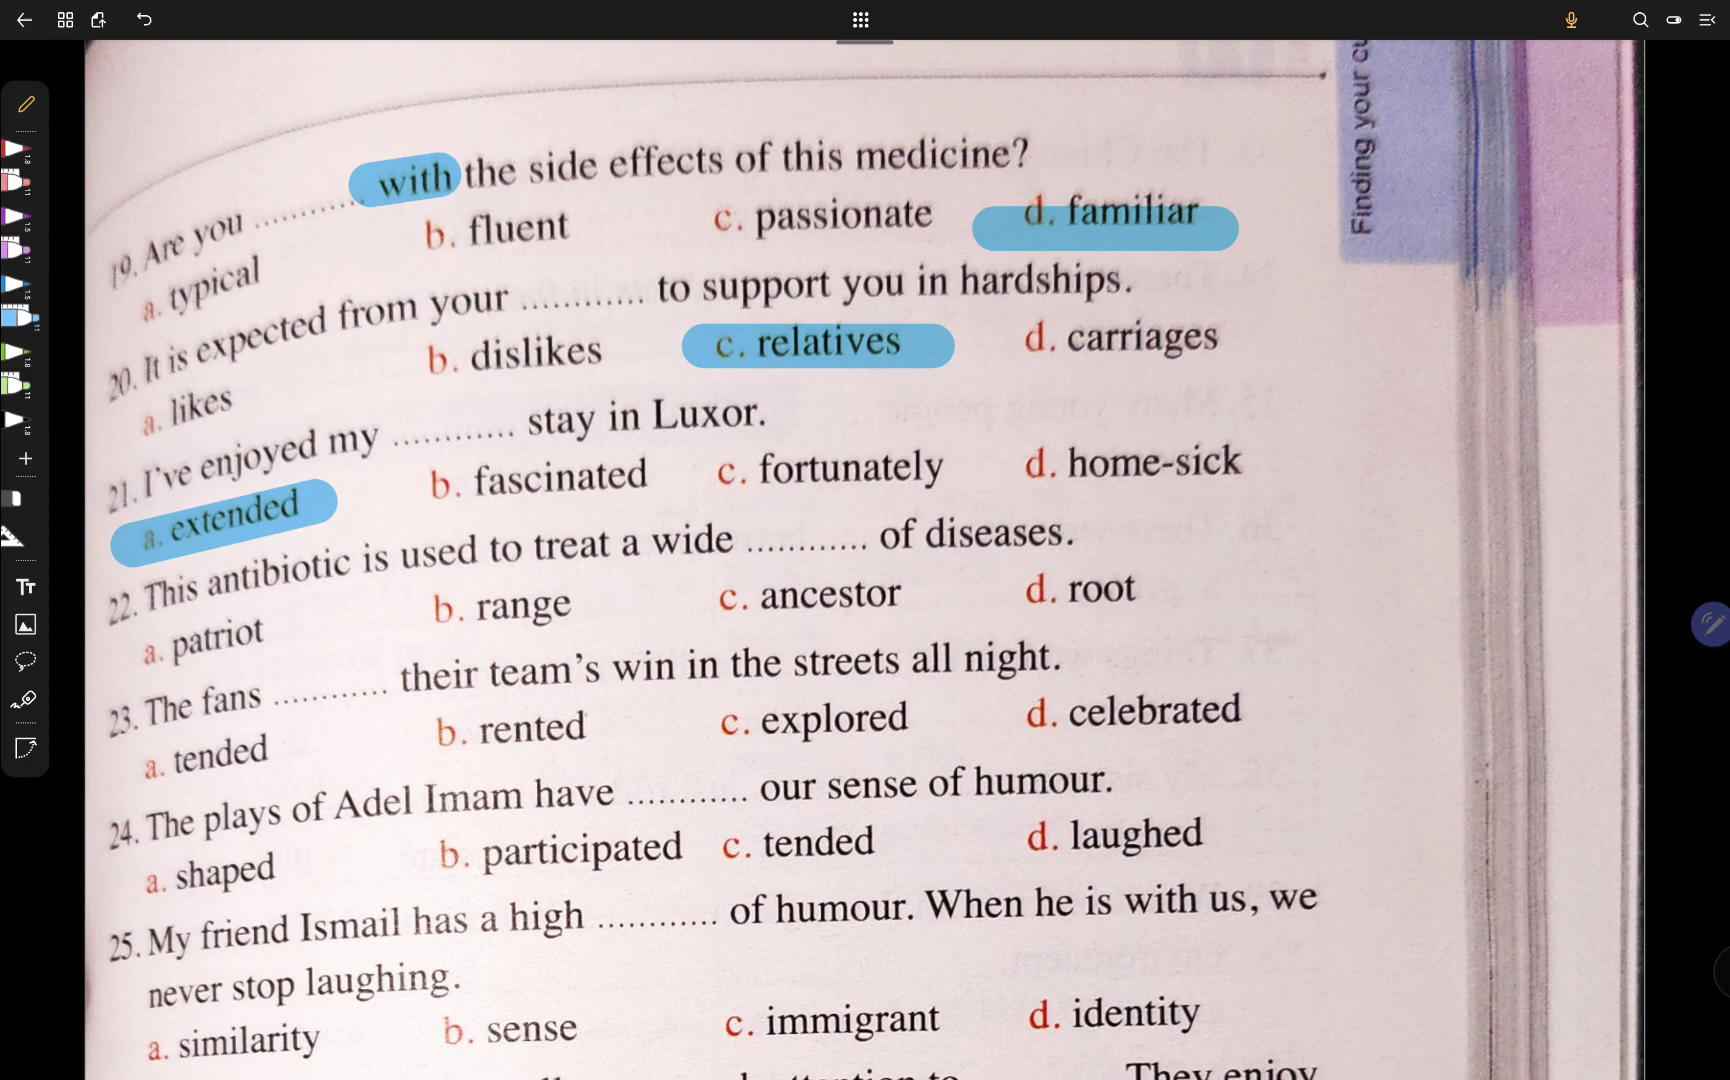 Finding your cu
19. Are you ............ with the side effects of this medicine?
a. typical b. fluent c. passionate d. familiar
20. It is expected from your ............ to support you in hardships.
a. likes b. dislikes c. relatives d. carriages
21. I've enjoyed my ............ stay in Luxor.
a. extended b. fascinated c. fortunately d. home-sick
22. This antibiotic is used to treat a wide ............ of diseases.
a. patriot b. range c. ancestor d. root
23. The fans ............ their team's win in the streets all night.
a. tended b. rented c. explored d. celebrated
24. The plays of Adel Imam have ............ our sense of humour.
a. shaped b. participated c. tended d. laughed
25. My friend Ismail has a high ............ of humour. When he is with us, we
never stop laughing.
a. similarity b. sense c. immigrant d. identity
They enjoy